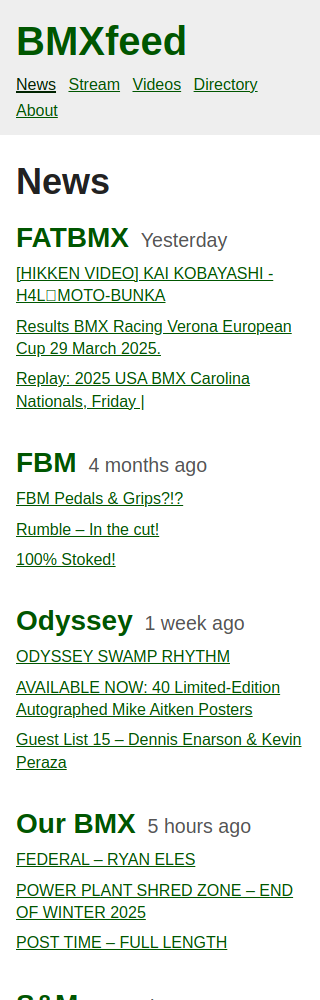 BMXfeed
News Stream Videos Directory
About
News
FATBMX Yesterday
[HIKKEN VIDEO] KAI KOBAYASHI -
H4L□MOTO-BUNKA
Results BMX Racing Verona European
Cup 29 March 2025.
Replay: 2025 USA BMX Carolina
Nationals, Friday |
FBM 4 months ago
FBM Pedals & Grips?!?
Rumble – In the cut!
100% Stoked!
Odyssey 1 week ago
ODYSSEY SWAMP RHYTHM
AVAILABLE NOW: 40 Limited-Edition
Autographed Mike Aitken Posters
Guest List 15 – Dennis Enarson & Kevin
Peraza
Our BMX 5 hours ago
FEDERAL – RYAN ELES
POWER PLANT SHRED ZONE – END
OF WINTER 2025
POST TIME – FULL LENGTH